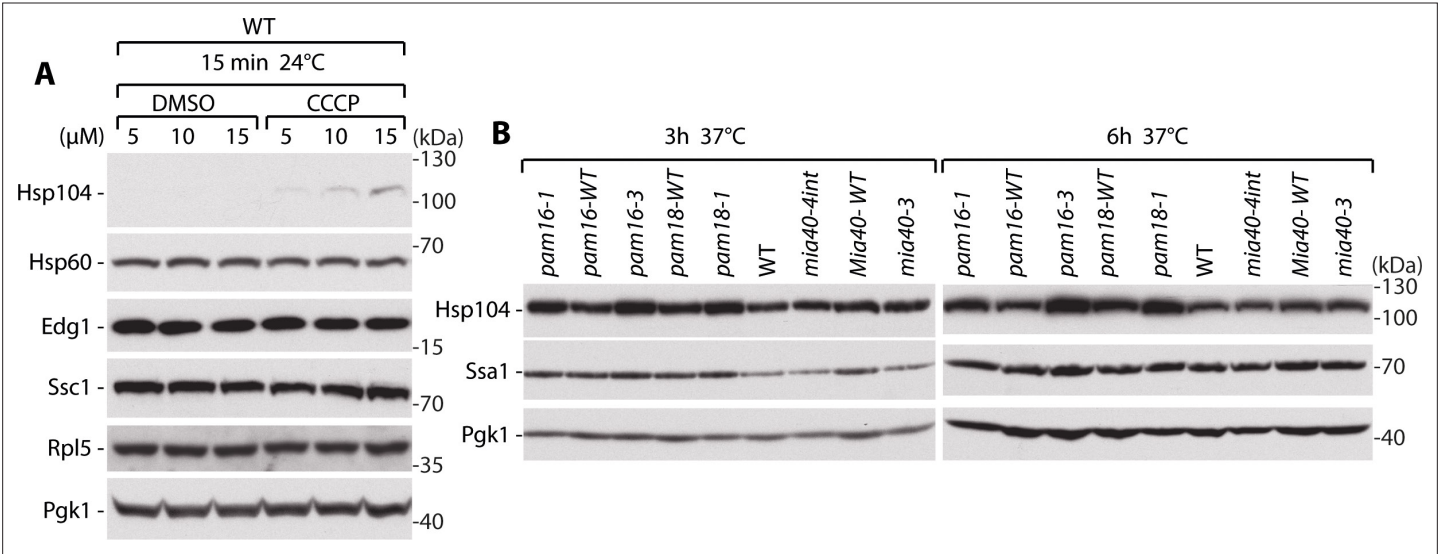 WT
A
15 min 24°C
DMSO CCCP
(µM) 5 10 15 5 10 15 (kDa)
Hsp104 -
-130
-100
Hsp60 -
-70
Edg1 -
-15
Ssc1 -
-70
Rpl5 -
-35
Pgk1 -
-40
B
3h 37°C 6h 37°C
pam16-1 pam16-WT pam16-3 pam18-WT pam18-1 WT mia40-4int Mia40- WT mia40-3 pam16-1 pam16-WT pam16-3 pam18-WT pam18-1 WT mia40-4int Mia40- WT mia40-3
(kDa)
Hsp104 -
-130
-100
Ssa1 -
-70
Pgk1 -
-40